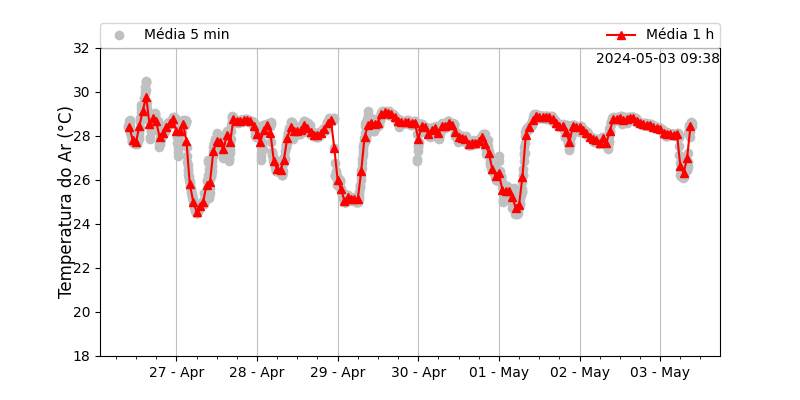 Média 5 min
Média 1 h
2024-05-03 09:38
Temperatura do Ar (°C)
32
30
28
26
24
22
20
18
27 - Apr
28 - Apr
29 - Apr
30 - Apr
01 - May
02 - May
03 - May